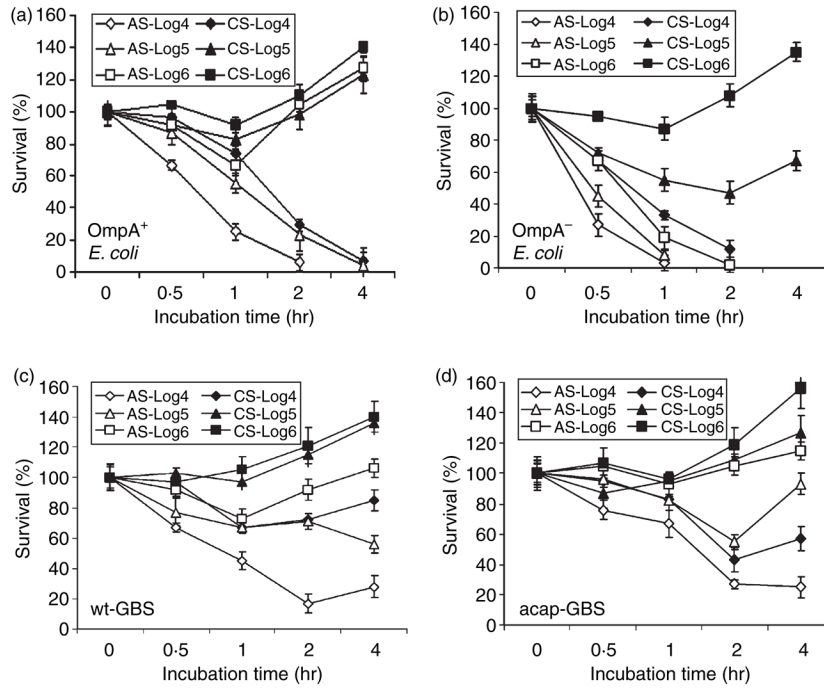 (a)
160
140
120
100
80
60
40
20
0
Survival (%)
AS-Log4 CS-Log4
AS-Log5 CS-Log5
AS-Log6 CS-Log6
OmpA+
E. coli
0 0·5 1 2 4
Incubation time (hr)
(b)
160
140
120
100
80
60
40
20
0
Survival (%)
AS-Log4 CS-Log4
AS-Log5 CS-Log5
AS-Log6 CS-Log6
OmpA−
E. coli
0 0·5 1 2 4
Incubation time (hr)
(c)
160
140
120
100
80
60
40
20
0
Survival (%)
AS-Log4 CS-Log4
AS-Log5 CS-Log5
AS-Log6 CS-Log6
wt-GBS
0 0·5 1 2 4
Incubation time (hr)
(d)
160
140
120
100
80
60
40
20
0
Survival (%)
AS-Log4 CS-Log4
AS-Log5 CS-Log5
AS-Log6 CS-Log6
acap-GBS
0 0·5 1 2 4
Incubation time (hr)